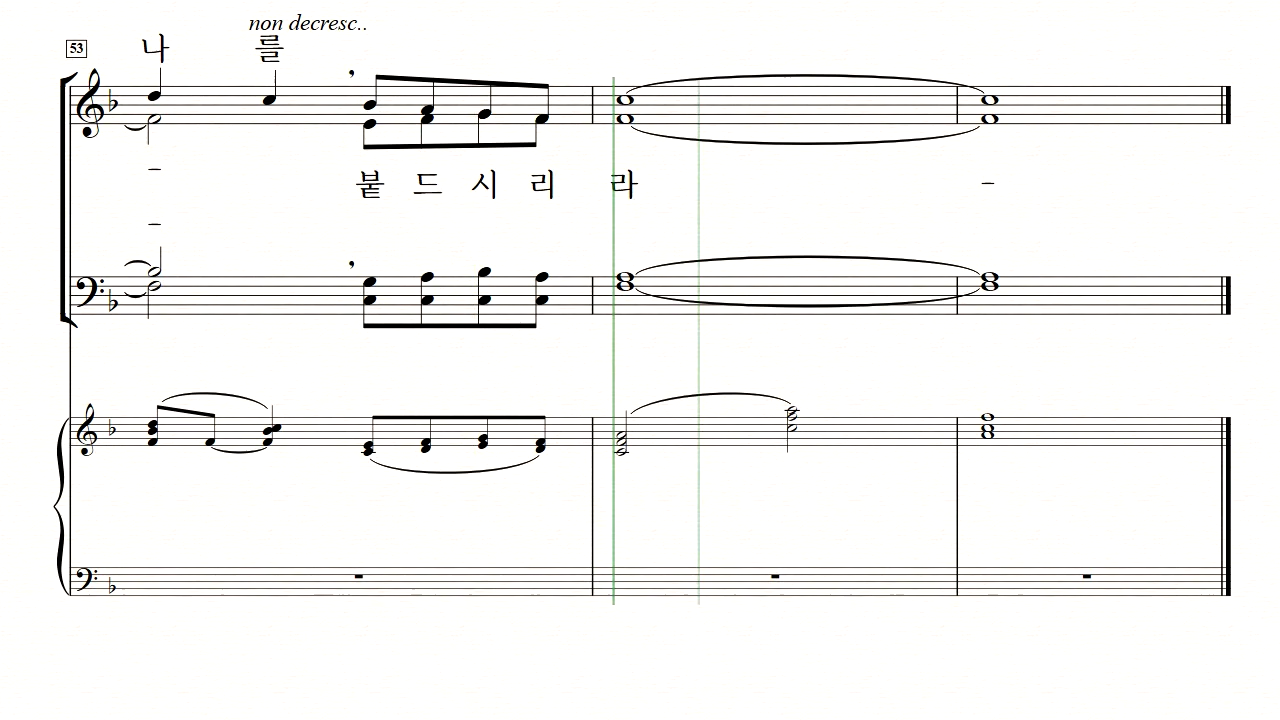 non decresc..
53
나 를
붙 드 시 리 라